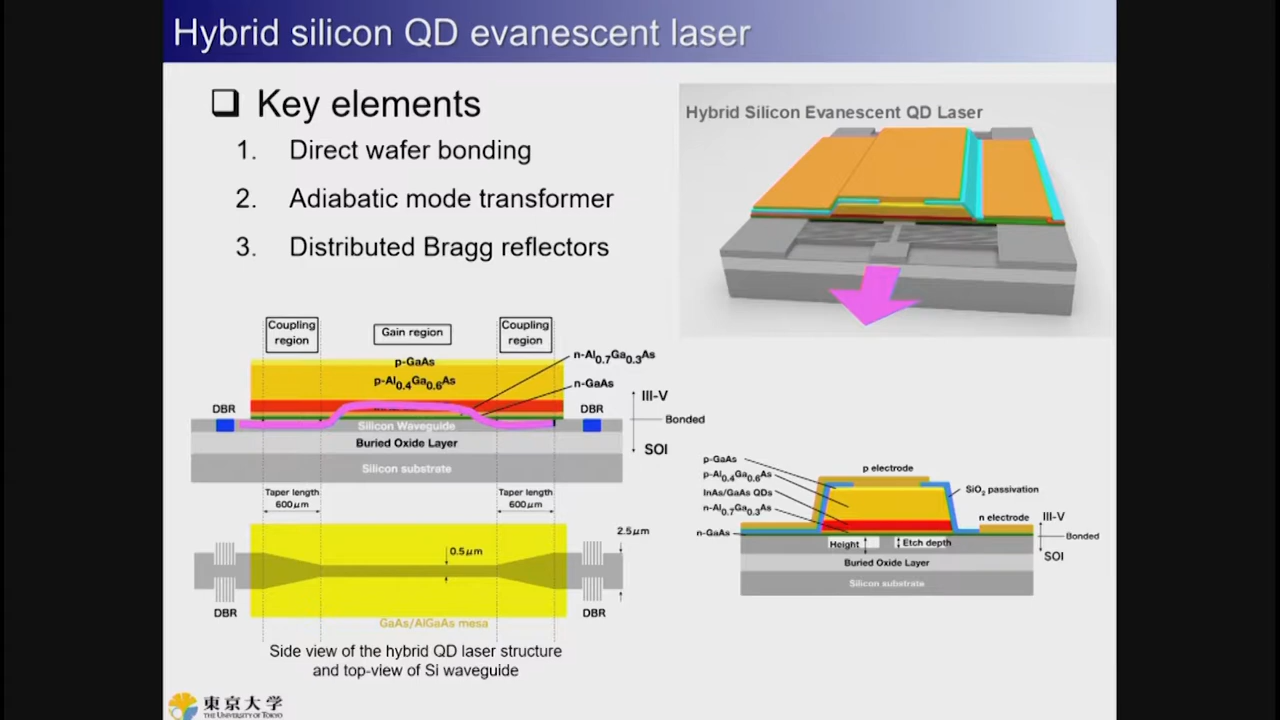 Hybrid silicon QD evanescent laser
❑ Key elements
1. Direct wafer bonding
2. Adiabatic mode transformer
3. Distributed Bragg reflectors
Hybrid Silicon Evanescent QD Laser
Coupling
region
Gain region
Coupling
region
p-GaAs
p-Al0.4Ga0.6As
n-Al0.7Ga0.3As
n-GaAs
DBR
DBR
III-V
Bonded
SOI
Silicon Waveguide
Buried Oxide Layer
Silicon substrate
Taper length
600μm
Taper length
600μm
2.5μm
0.5μm
DBR
DBR
GaAs/AlGaAs mesa
Side view of the hybrid QD laser structure
and top-view of Si waveguide
p-GaAs
p-Al0.4Ga0.6As
InAs/GaAs QDs
n-Al0.7Ga0.3As
n-GaAs
p electrode
SiO2 passivation
n electrode
III-V
Bonded
SOI
Height
Etch depth
Buried Oxide Layer
Silicon substrate
東京大学
THE UNIVERSITY OF TOKYO